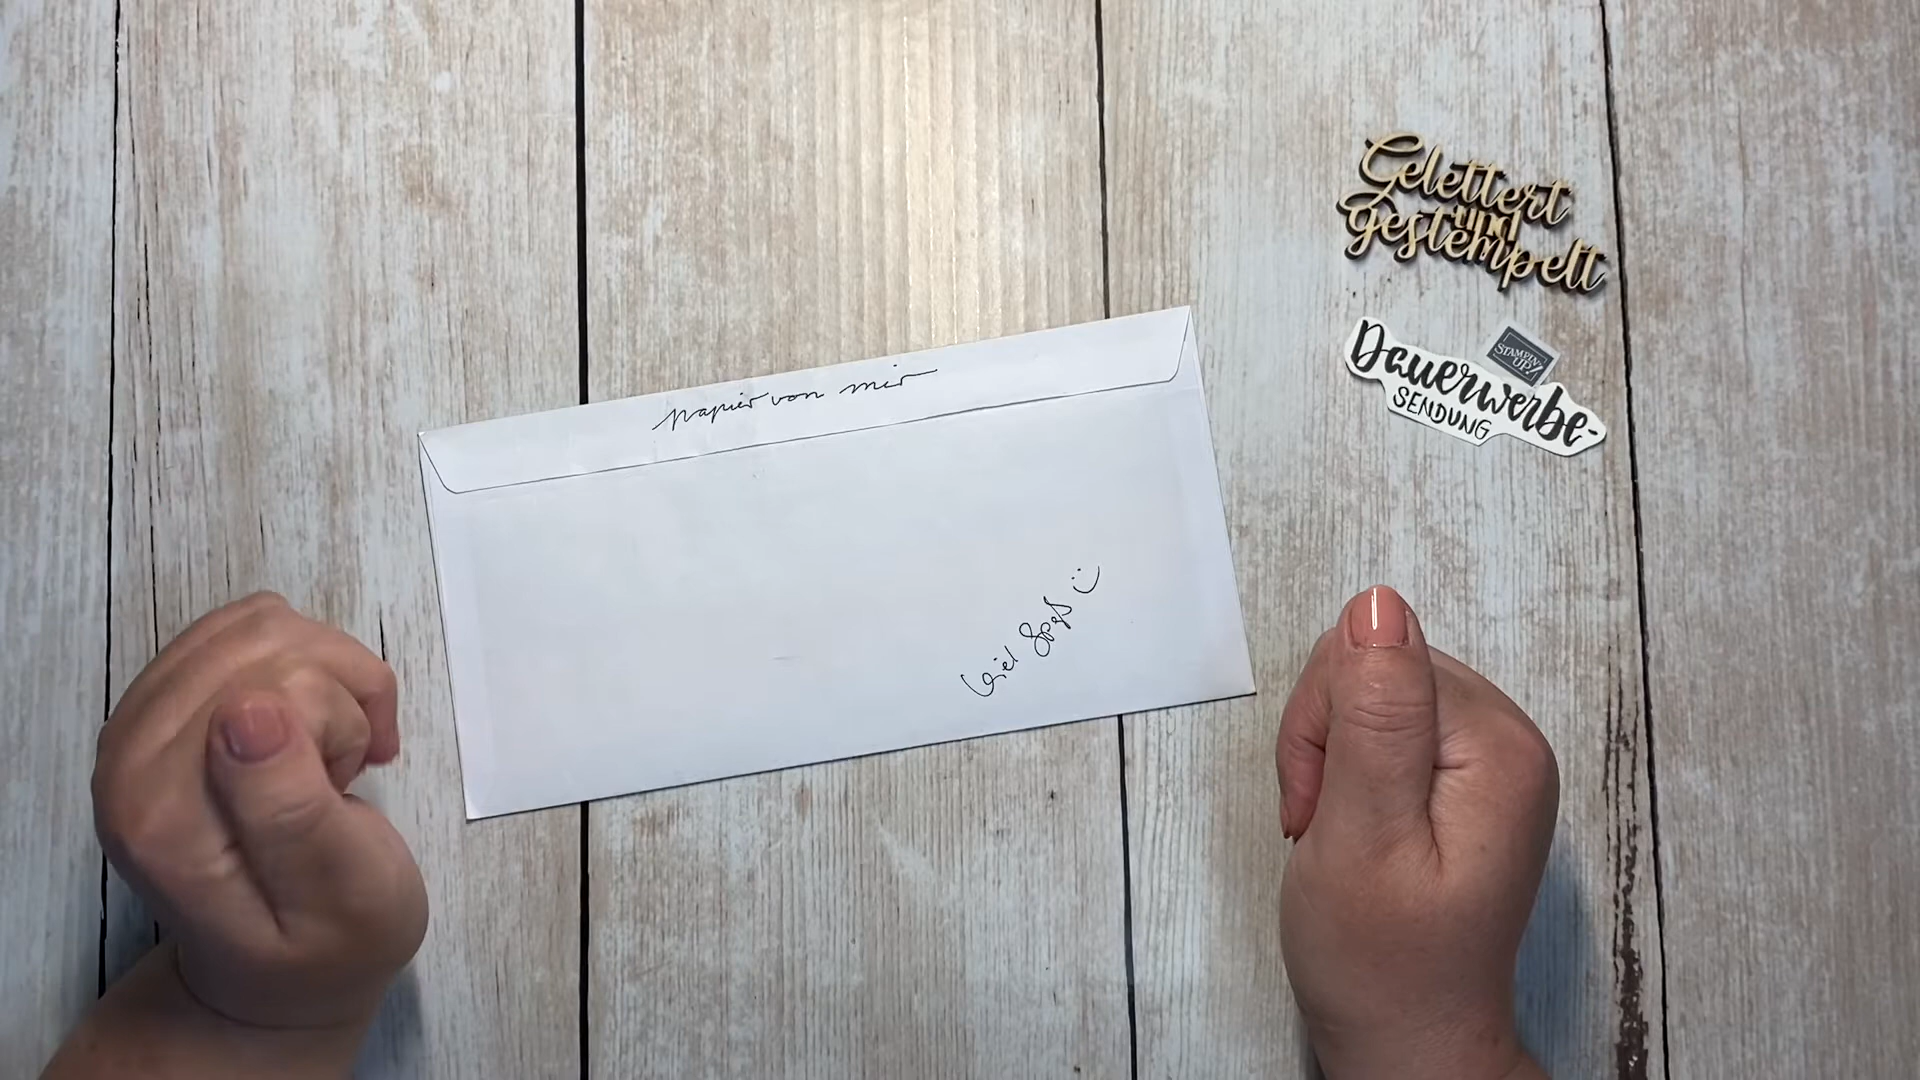 Gelettert
und
gestempelt
STAMPIN'
UP!
Dauerwerbe-
SENDUNG
papier von mir
Viel Spaß :)